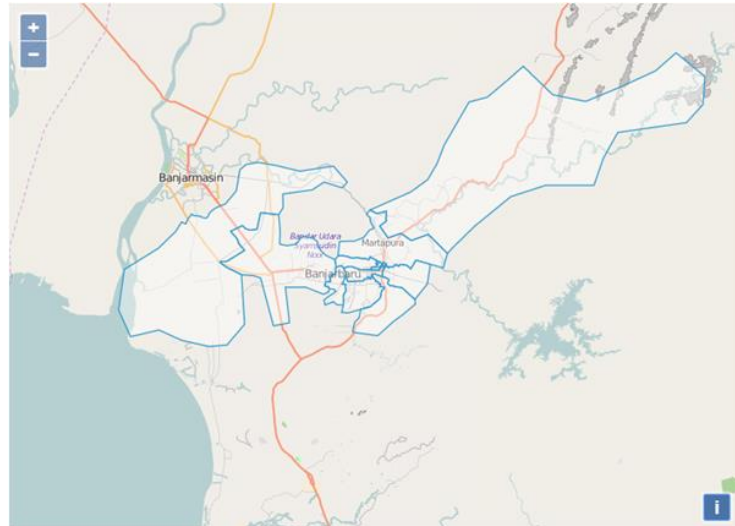 +
−
Banjarmasin
Bandar Udara
Syamsudin
Noor
Martapura
Banjarbaru
i